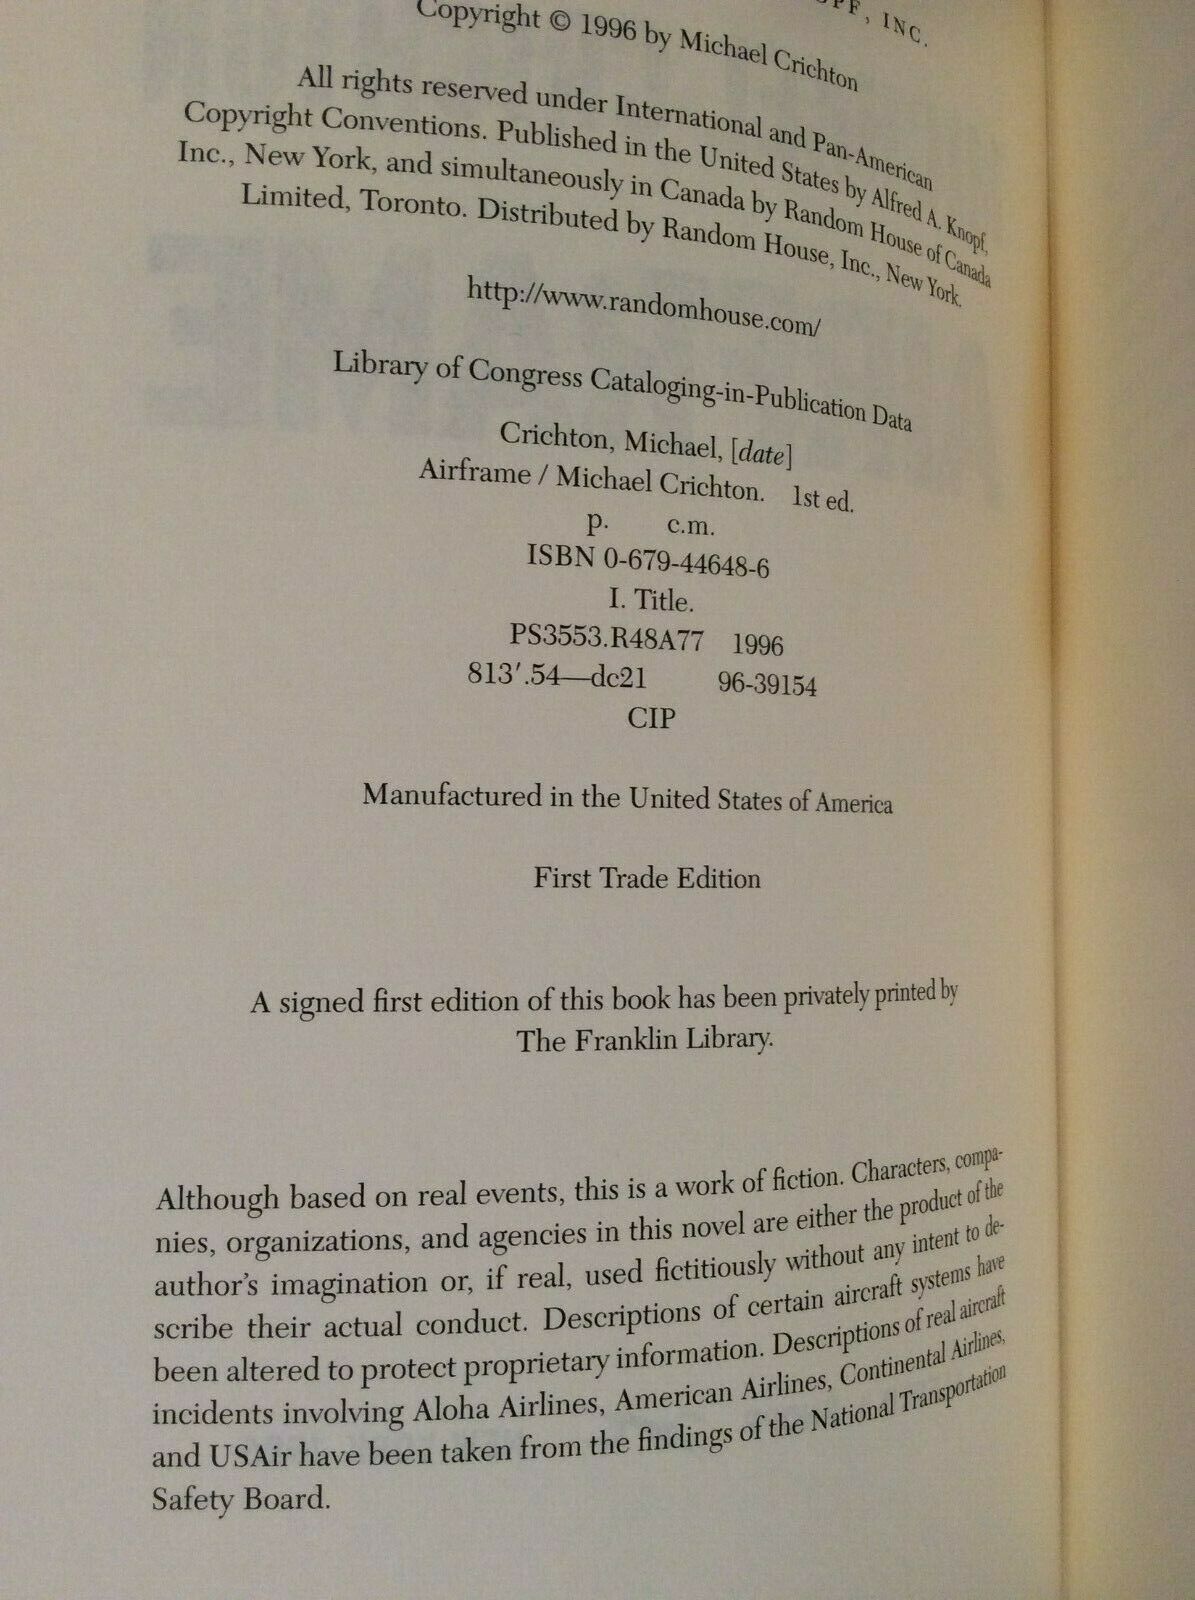 INC.
Copyright © 1996 by Michael Crichton
All rights reserved under International and Pan-American
Copyright Conventions. Published in the United States by Alfred A. Knopf,
Inc., New York, and simultaneously in Canada by Random House of Canada
Limited, Toronto. Distributed by Random House, Inc., New York.
http://www.randomhouse.com/
Library of Congress Cataloging-in-Publication Data
Crichton, Michael, [date]
Airframe / Michael Crichton. 1st ed.
p. c.m.
ISBN 0-679-44648-6
I. Title.
PS3553.R48A77 1996
813′.54—dc21 96-39154
CIP
Manufactured in the United States of America
First Trade Edition
A signed first edition of this book has been privately printed by
The Franklin Library.
Although based on real events, this is a work of fiction. Characters, compa-
nies, organizations, and agencies in this novel are either the product of the
author's imagination or, if real, used fictitiously without any intent to de-
scribe their actual conduct. Descriptions of certain aircraft systems have
been altered to protect proprietary information. Descriptions of real aircraft
incidents involving Aloha Airlines, American Airlines, Continental Airlines,
and USAir have been taken from the findings of the National Transportation
Safety Board.